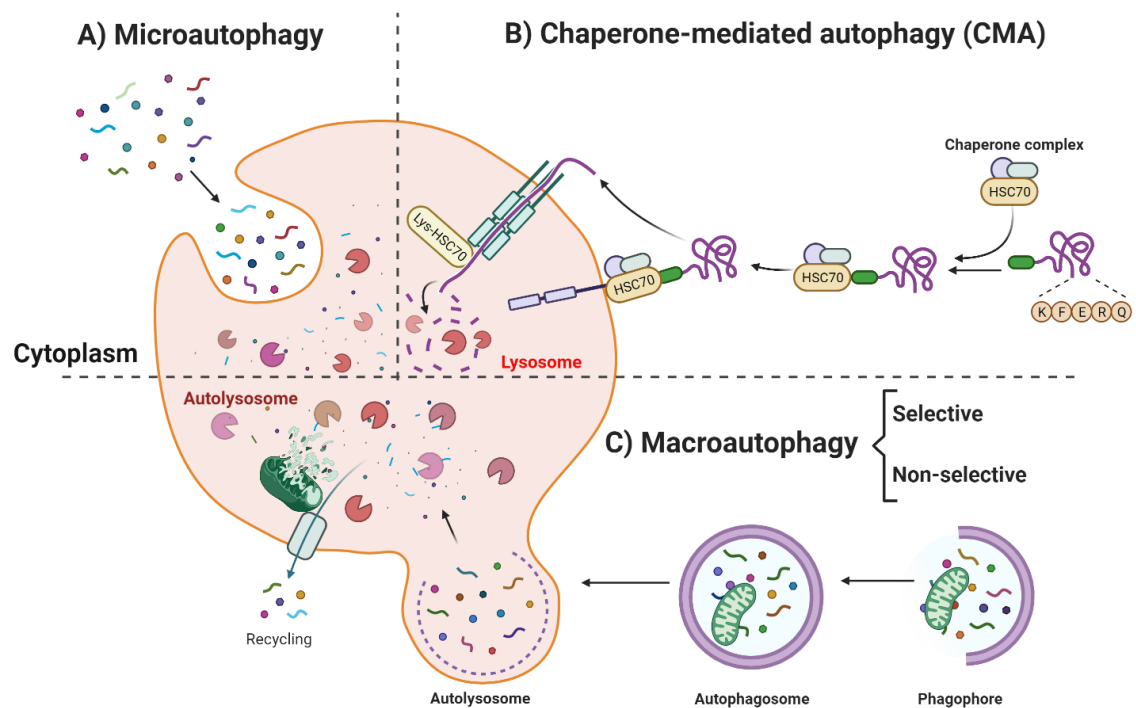 A) Microautophagy
B) Chaperone-mediated autophagy (CMA)
Chaperone complex
HSC70
Lys-HSC70
HSC70
HSC70
K F E R Q
Cytoplasm
Lysosome
Autolysosome
C) Macroautophagy
Selective
Non-selective
Recycling
Autolysosome
Autophagosome
Phagophore